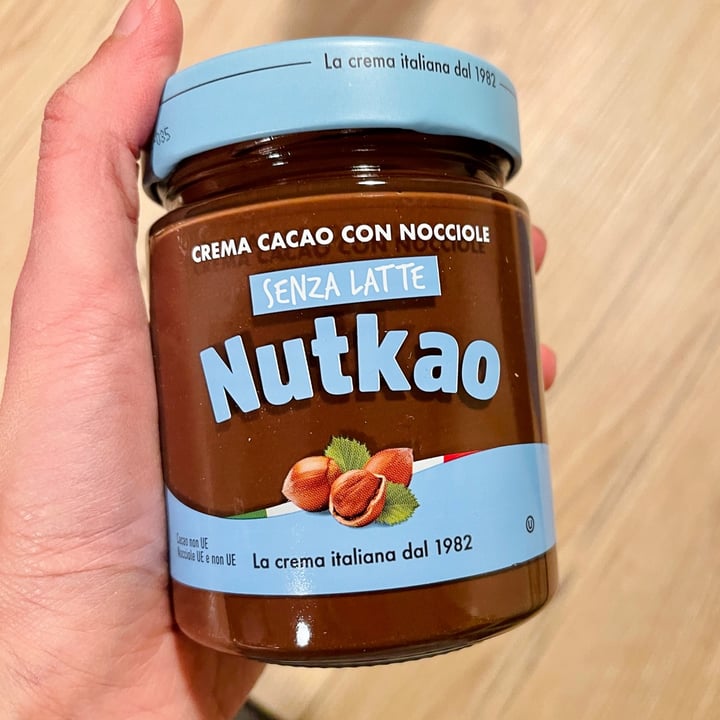 La crema italiana dal 1982
035
CREMA CACAO CON NOCCIOLE
SENZA LATTE
Nutkao
Cacao non UE
Nocciole UE e non UE
La crema italiana dal 1982
U